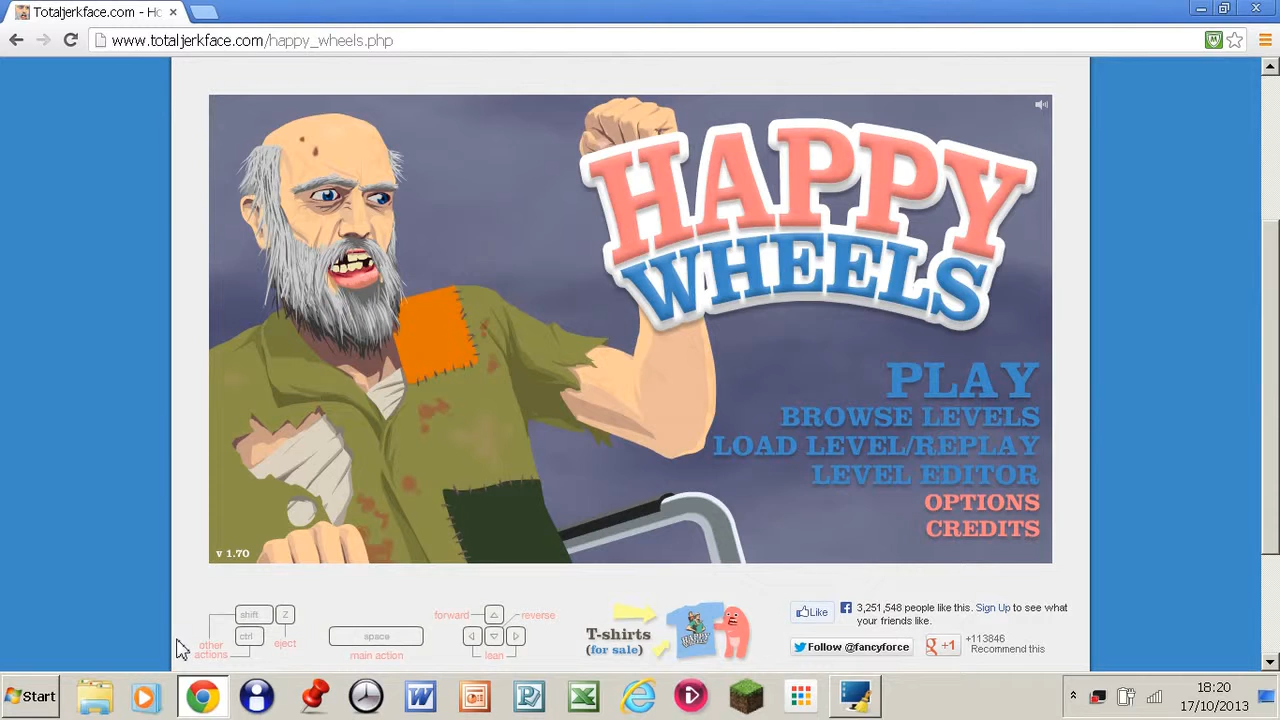 Totaljerkface.com - Ho
www.totaljerkface.com/happy_wheels.php
HAPPY
WHEELS
PLAY
BROWSE LEVELS
LOAD LEVEL/REPLAY
LEVEL EDITOR
OPTIONS
CREDITS
v 1.70
shift
Z
ctrl
other
actions
eject
space
main action
forward
reverse
lean
T-shirts
(for sale)
HAPPY
WHEELS
Like
3,251,548 people like this. Sign Up to see what
your friends like.
Follow @fancyforce
+1
+113846
Recommend this
Start
18:20
17/10/2013